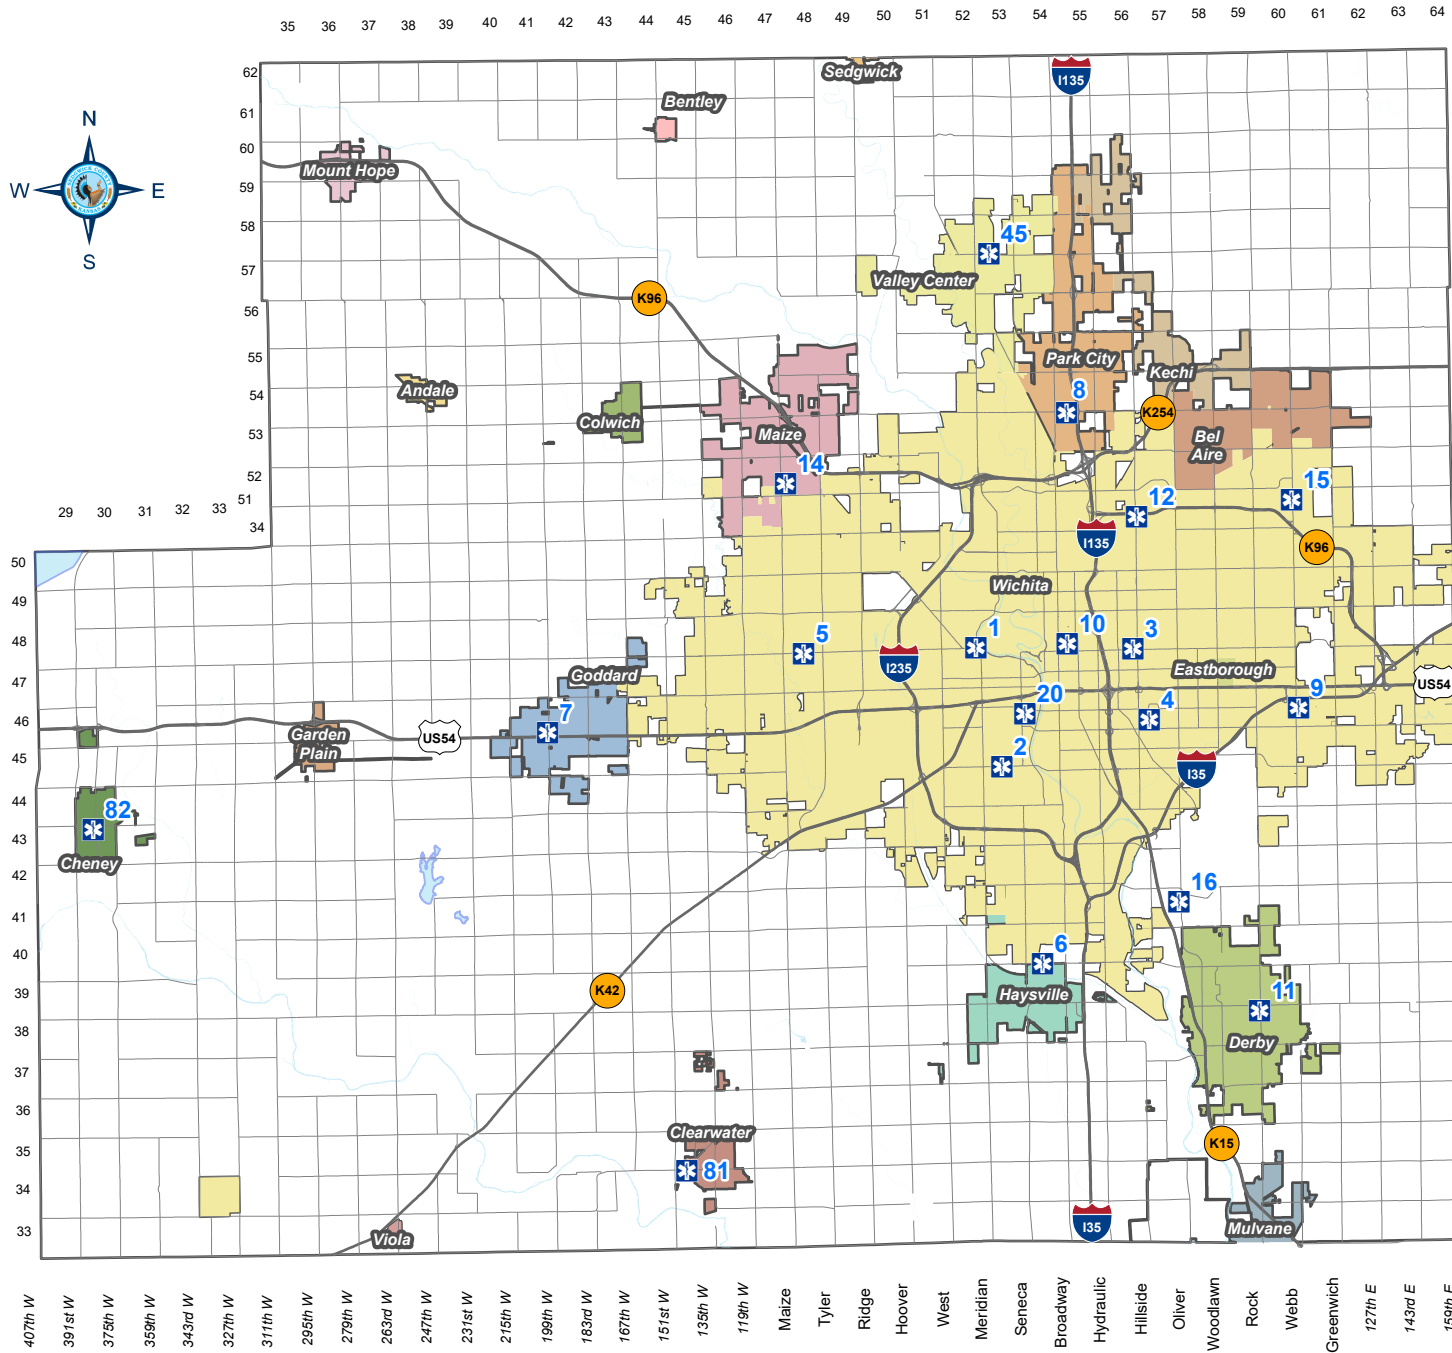 35 36 37 38 39 40 41 42 43 44 45 46 47 48 49 50 51 52 53 54 55 56 57 58 59 60 61 62 63 64
62
Sedgwick
I135
61
Bentley
N
60
Mount Hope
W
E
59
58
45
S
57
Valley Center
K96
56
55
Park City
Kechi
Andale
54
8
K254
Colwich
53
Maize
Bel
Aire
14
52
15
51
12
29 30 31 32 33
34
I135
K96
50
Wichita
49
48
5
1
10
3
I235
Eastborough
Goddard
47
US54
20
9
46
7
4
Garden
Plain
US54
45
2
I35
44
82
43
Cheney
42
16
41
40
6
K42
39
Haysville
11
38
Derby
37
36
Clearwater
K15
35
81
34
33
Viola
I35
Mulvane
407th W
391st W
375th W
359th W
343rd W
327th W
311th W
295th W
279th W
263rd W
247th W
231st W
215th W
199th W
183rd W
167th W
151st W
135th W
119th W
Maize
Tyler
Ridge
Hoover
West
Meridian
Seneca
Broadway
Hydraulic
Hillside
Oliver
Woodlawn
Rock
Webb
Greenwich
127th E
143rd E
159th E